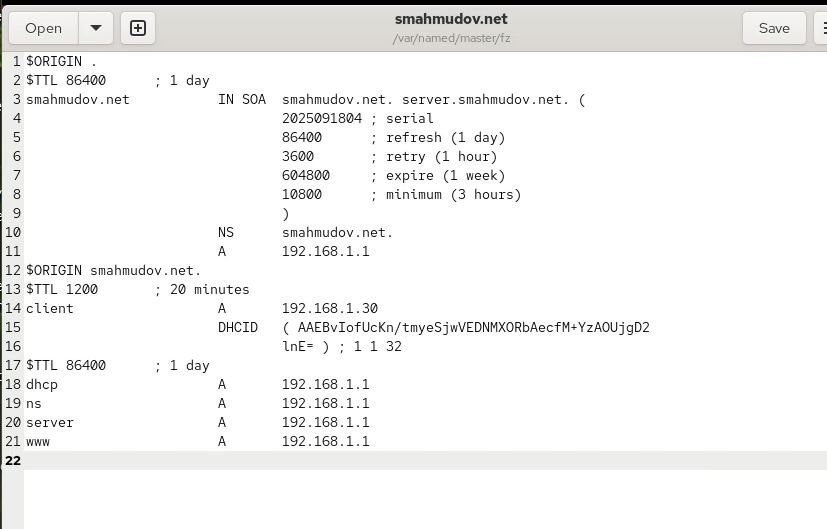 Open
smahmudov.net
/var/named/master/fz
Save
1 $ORIGIN .
2 $TTL 86400 ; 1 day
3 smahmudov.net IN SOA smahmudov.net. server.smahmudov.net. (
4 2025091804 ; serial
5 86400 ; refresh (1 day)
6 3600 ; retry (1 hour)
7 604800 ; expire (1 week)
8 10800 ; minimum (3 hours)
9 )
10 NS smahmudov.net.
11 A 192.168.1.1
12 $ORIGIN smahmudov.net.
13 $TTL 1200 ; 20 minutes
14 client A 192.168.1.30
15 DHCID ( AAEBvIofUcKn/tmyeSjwVEDNMXORbAecfM+YzAOUjgD2
16 lnE= ) ; 1 1 32
17 $TTL 86400 ; 1 day
18 dhcp A 192.168.1.1
19 ns A 192.168.1.1
20 server A 192.168.1.1
21 www A 192.168.1.1
22